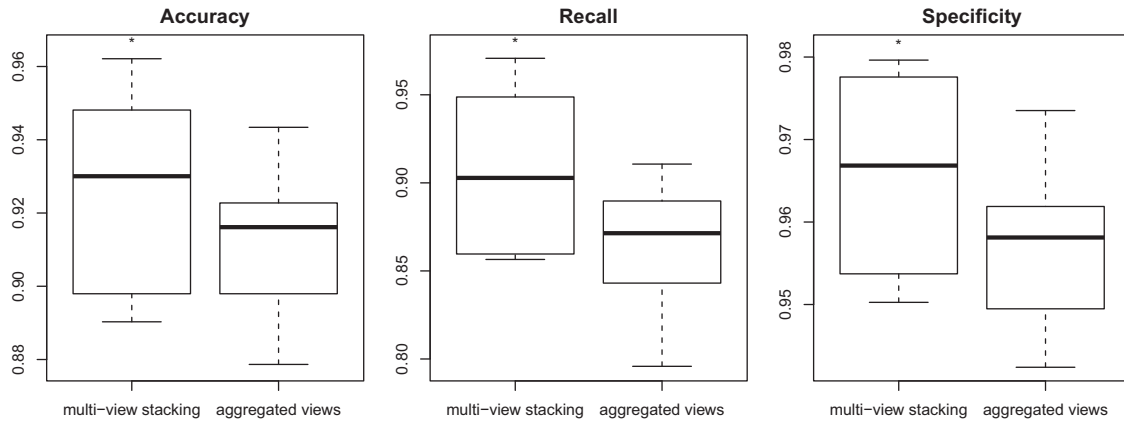 Accuracy
*
0.96
0.94
0.92
0.90
0.88
multi−view stacking
aggregated views
Recall
*
0.95
0.90
0.85
0.80
multi−view stacking
aggregated views
Specificity
*
0.98
0.97
0.96
0.95
multi−view stacking
aggregated views